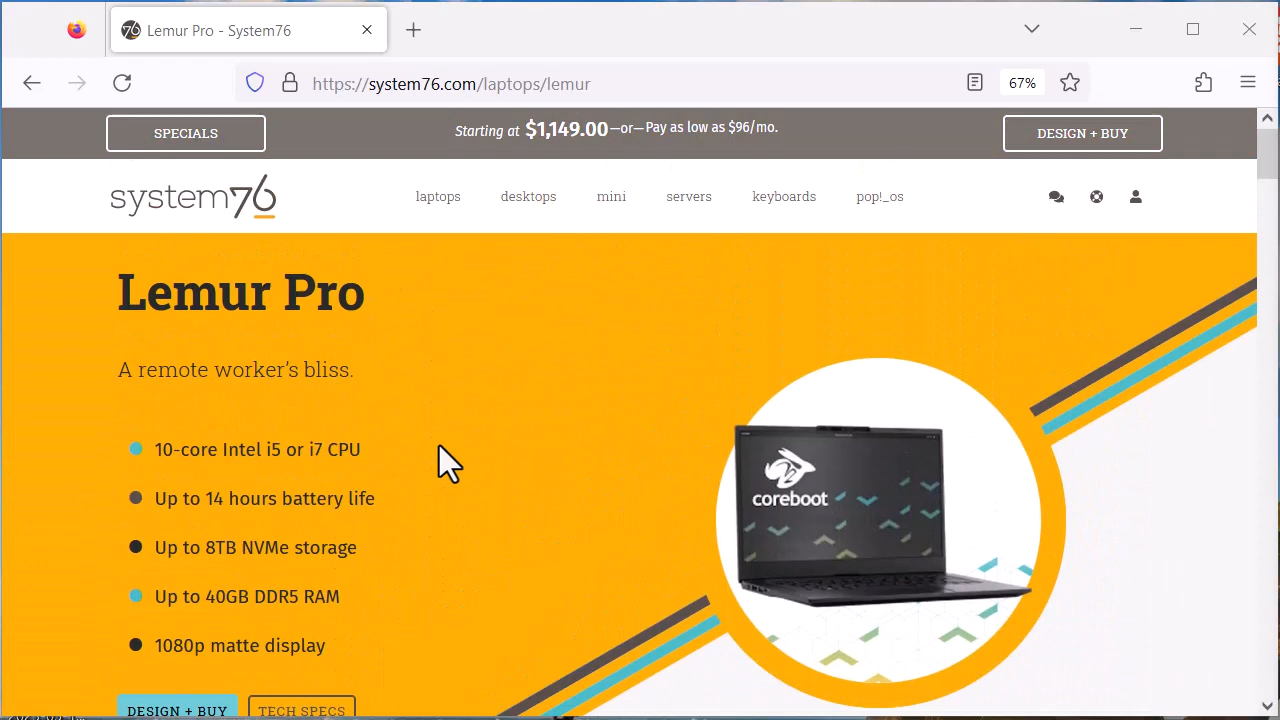 Lemur Pro - System76
https://system76.com/laptops/lemur
67%
SPECIALS
Starting at $1,149.00—or—Pay as low as $96/mo.
DESIGN + BUY
system76
laptops
desktops
mini
servers
keyboards
pop!_os
Lemur Pro
A remote worker's bliss.
10-core Intel i5 or i7 CPU
Up to 14 hours battery life
Up to 8TB NVMe storage
Up to 40GB DDR5 RAM
1080p matte display
coreboot
DESIGN + BUY
TECH SPECS